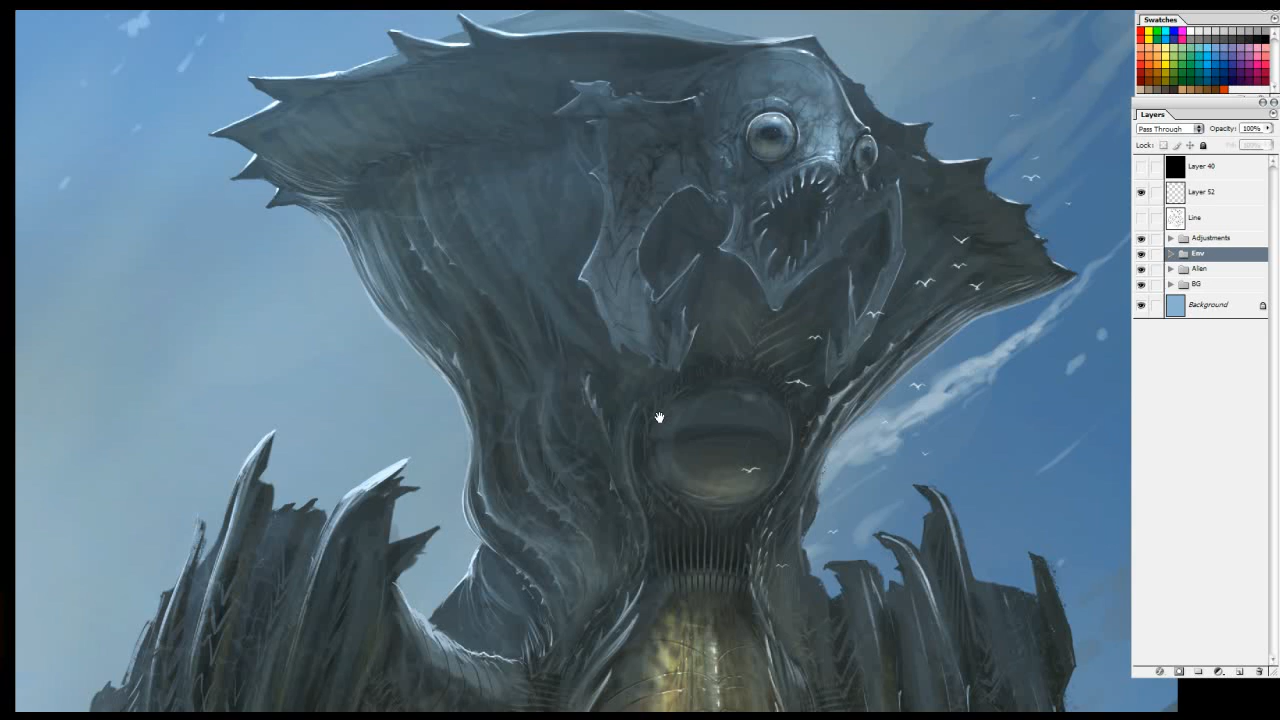 Swatches
Layers
Pass Through
Opacity: 100%
Lock:
Layer 40
Layer 52
Line
Adjustments
Env
Alien
BG
Background